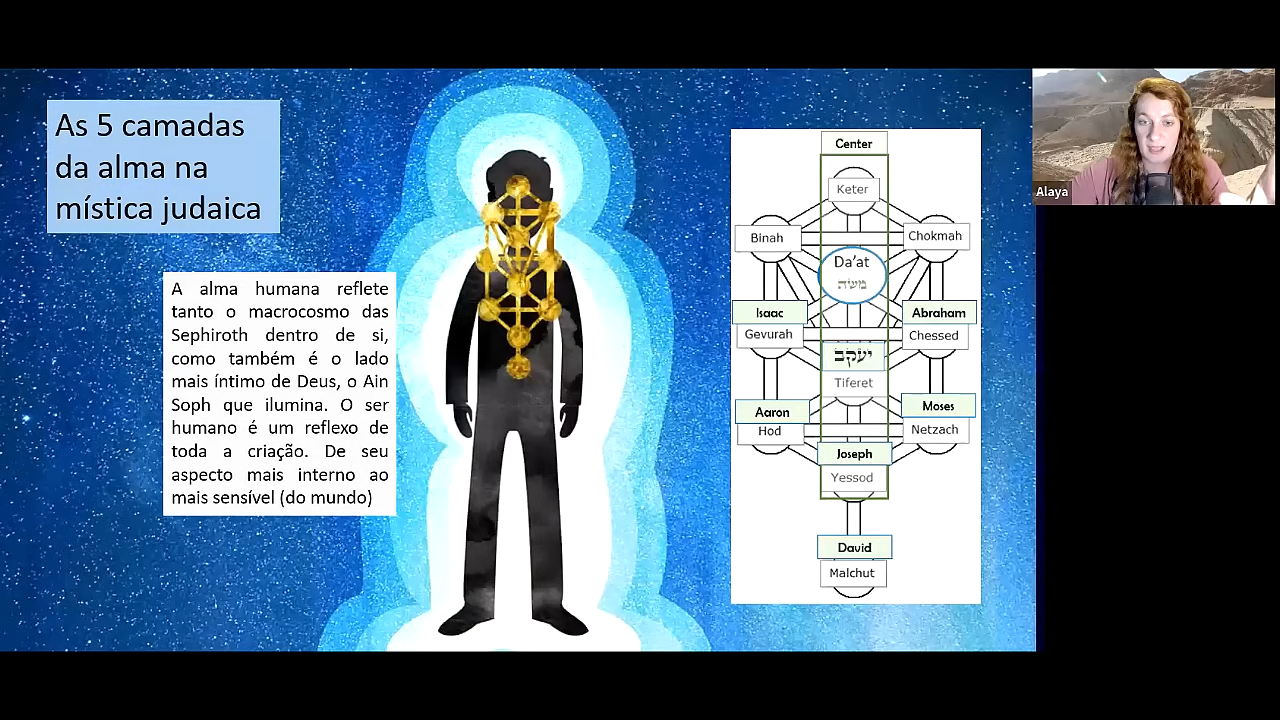 As 5 camadas
da alma na
mística judaica
A alma humana reflete
tanto o macrocosmo das
Sephiroth dentro de si,
como também é o lado
mais íntimo de Deus, o Ain
Soph que ilumina. O ser
humano é um reflexo de
toda a criação. De seu
aspecto mais interno ao
mais sensível (do mundo)
Center
Keter
Binah
Chokmah
Da'at
משה
Isaac
Abraham
Gevurah
Chessed
יעקב
Tiferet
Aaron
Moses
Hod
Netzach
Joseph
Yessod
David
Malchut
Alaya